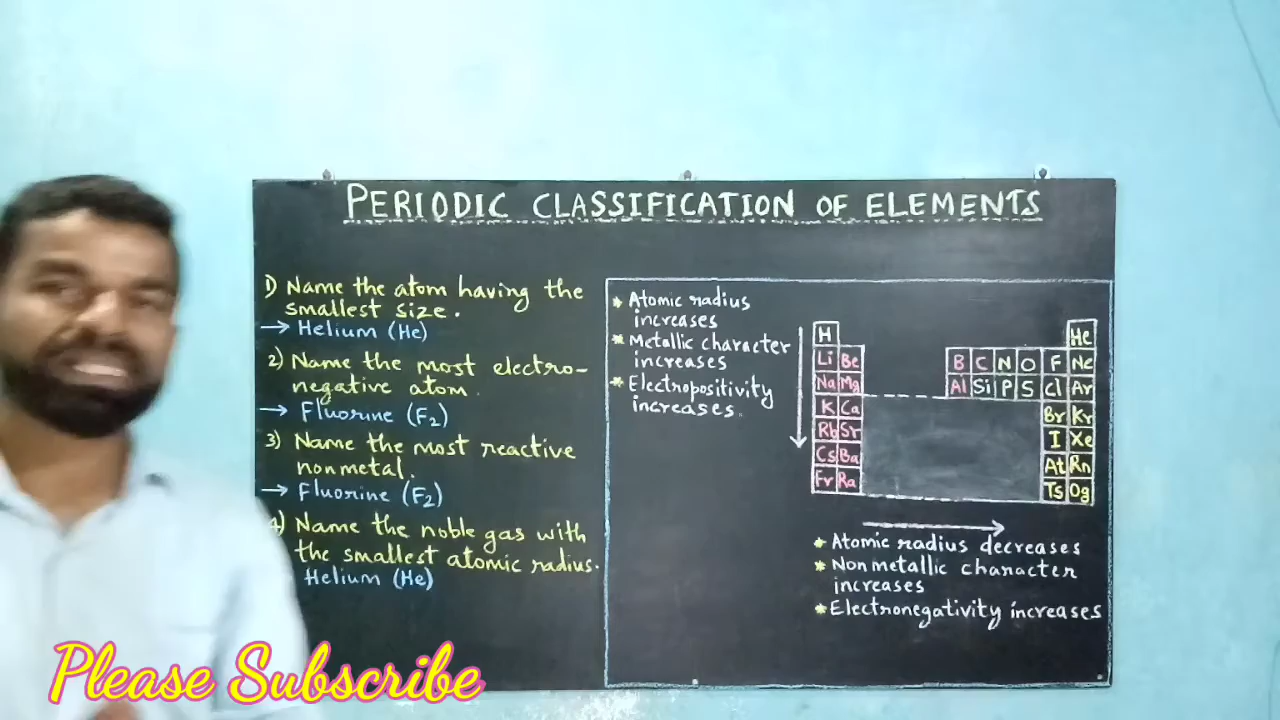 PERIODIC CLASSIFICATION OF ELEMENTS
1) Name the atom having the
smallest size.
→ Helium (He)
2) Name the most electro-
negative atom.
→ Fluorine (F₂)
3) Name the most reactive
nonmetal.
→ Fluorine (F₂)
4) Name the noble gas with
the smallest atomic radius.
Helium (He)
* Atomic radius
increases
* Metallic character
increases
* Electropositivity
increases.
H He
Li Be B C N O F Ne
Na Mg Al Si P S Cl Ar
K Ca Br Kr
Rb Sr I Xe
Cs Ba At Rn
Fr Ra Ts Og
* Atomic radius decreases
* Non metallic character
increases
* Electronegativity increases
Please Subscribe